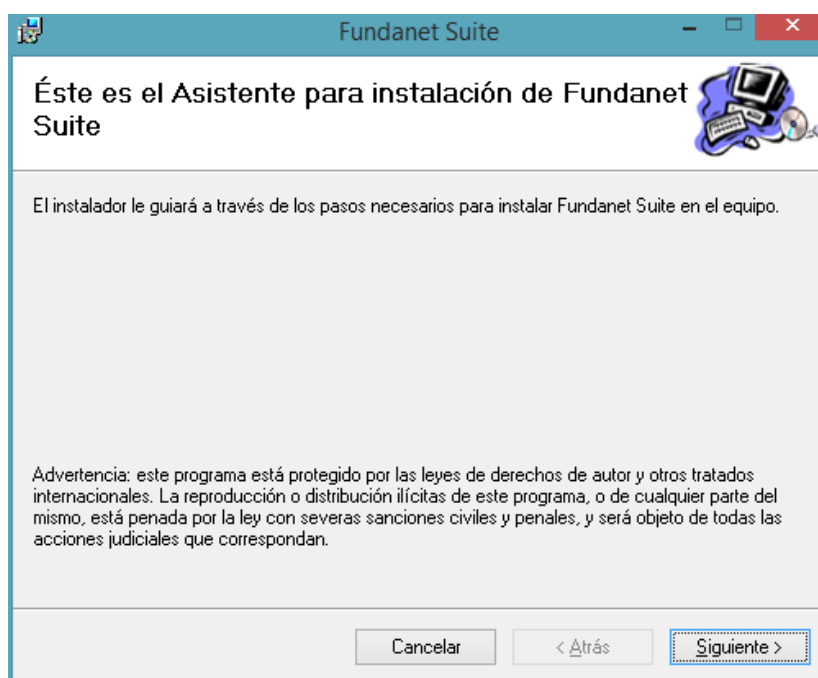 Fundanet Suite
Éste es el Asistente para instalación de Fundanet
Suite
El instalador le guiará a través de los pasos necesarios para instalar Fundanet Suite en el equipo.
Advertencia: este programa está protegido por las leyes de derechos de autor y otros tratados
internacionales. La reproducción o distribución ilícitas de este programa, o de cualquier parte del
mismo, está penada por la ley con severas sanciones civiles y penales, y será objeto de todas las
acciones judiciales que correspondan.
Cancelar < Atrás Siguiente >